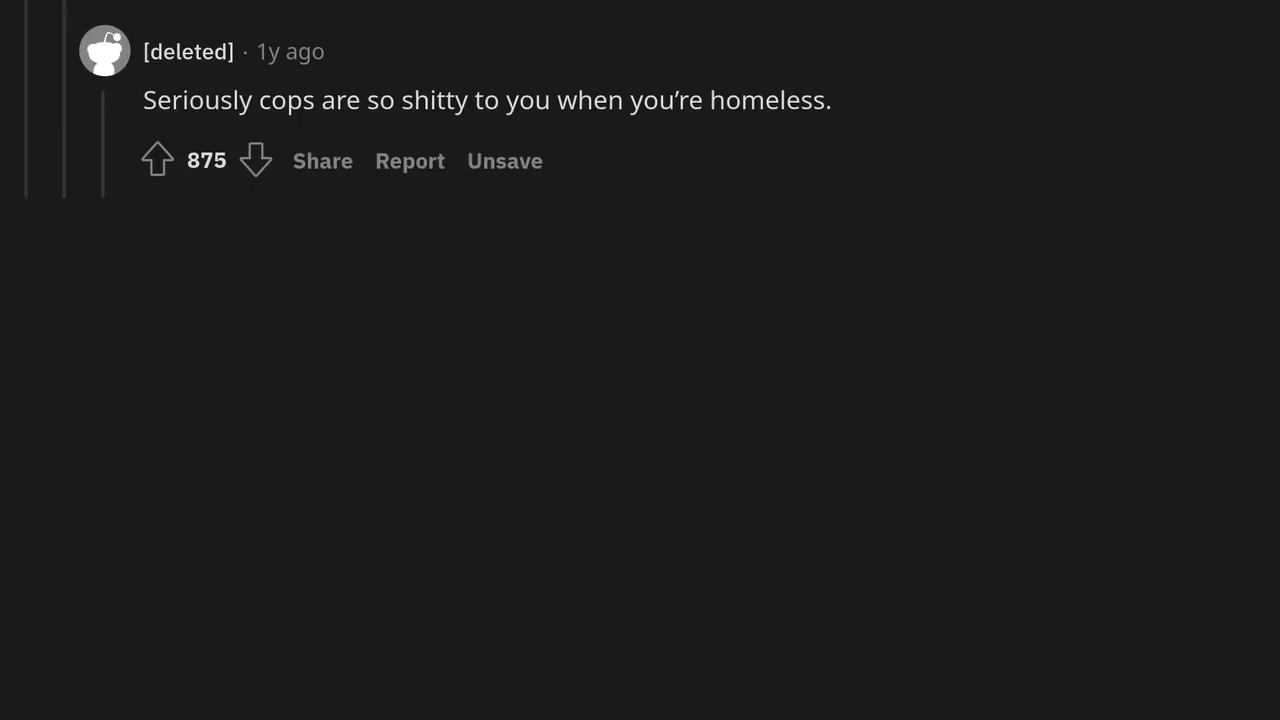 [deleted] · 1y ago
Seriously cops are so shitty to you when you’re homeless.
875 Share Report Unsave